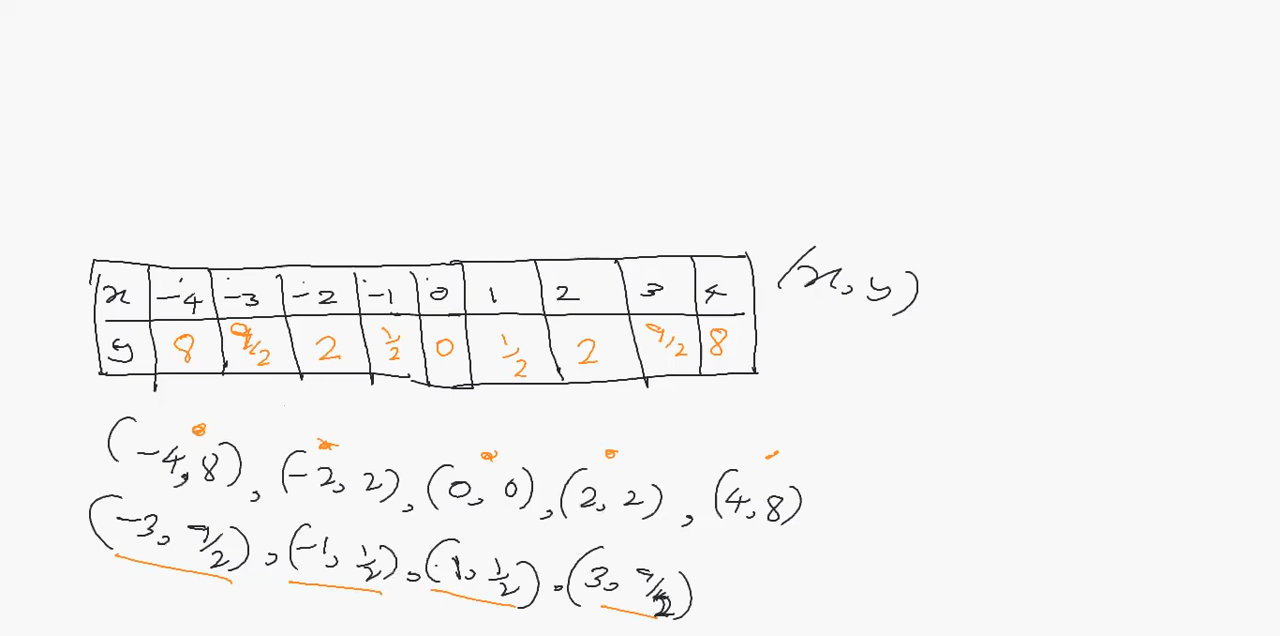 x -4 -3 -2 -1 0 1 2 3 4 (x, y)
y 8 9/2 2 1/2 0 1/2 2 9/2 8
(-4, 8), (-2, 2), (0, 0), (2, 2), (4, 8)
(-3, 9/2), (-1, 1/2), (1, 1/2), (3, 9/2)